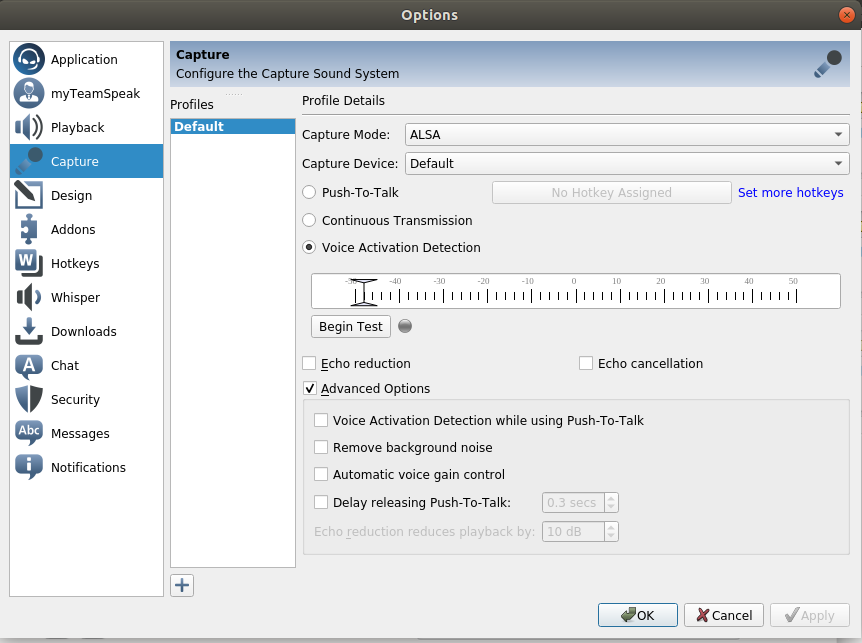 Options
Application
myTeamSpeak
Playback
Capture
Design
Addons
Hotkeys
Whisper
Downloads
Chat
Security
Messages
Notifications
Capture
Configure the Capture Sound System
Profiles
Default
Profile Details
Capture Mode: ALSA
Capture Device: Default
Push-To-Talk No Hotkey Assigned Set more hotkeys
Continuous Transmission
Voice Activation Detection
-50 -40 -30 -20 -10 0 10 20 30 40 50
Begin Test
Echo reduction Echo cancellation
Advanced Options
Voice Activation Detection while using Push-To-Talk
Remove background noise
Automatic voice gain control
Delay releasing Push-To-Talk: 0.3 secs
Echo reduction reduces playback by: 10 dB
OK Cancel Apply
W
A
Abc
i